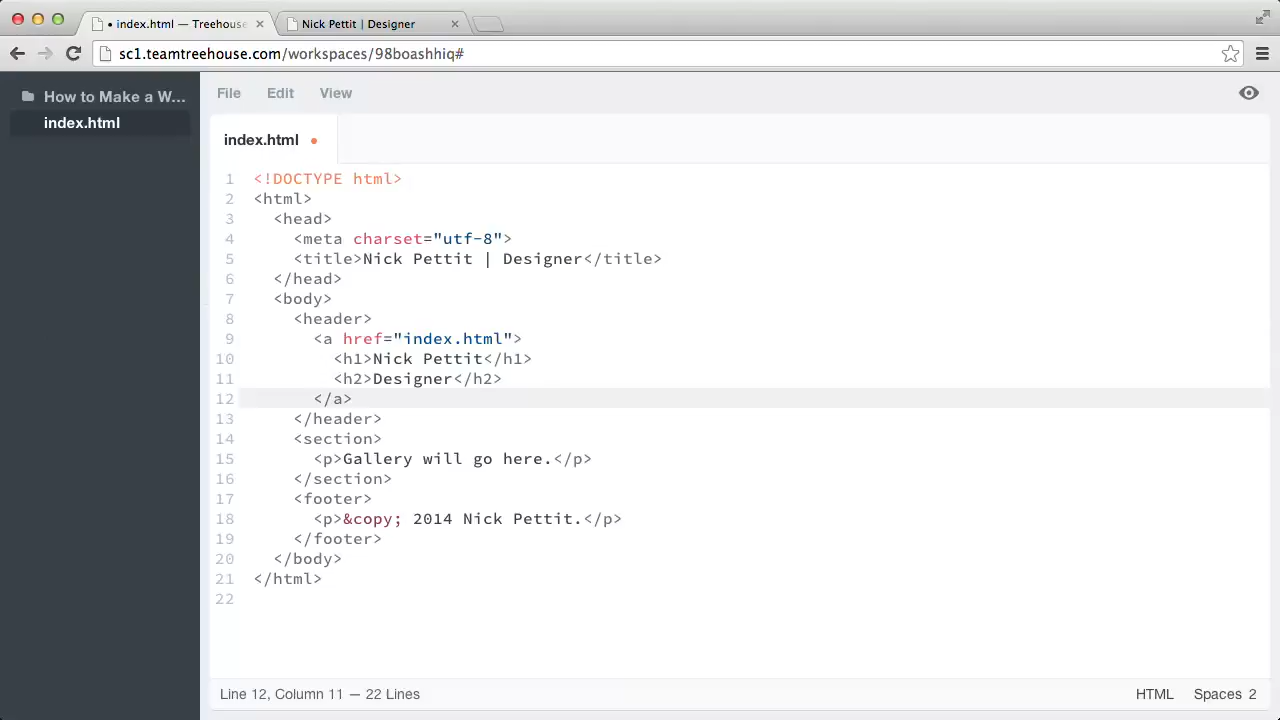 • index.html — Treehouse
Nick Pettit | Designer
sc1.teamtreehouse.com/workspaces/98boashhiq#
How to Make a W...
index.html
File Edit View
index.html
1 <!DOCTYPE html>
2 <html>
3   <head>
4     <meta charset="utf-8">
5     <title>Nick Pettit | Designer</title>
6   </head>
7   <body>
8     <header>
9       <a href="index.html">
10         <h1>Nick Pettit</h1>
11         <h2>Designer</h2>
12       </a>
13     </header>
14     <section>
15       <p>Gallery will go here.</p>
16     </section>
17     <footer>
18       <p>&copy; 2014 Nick Pettit.</p>
19     </footer>
20   </body>
21 </html>
22
Line 12, Column 11 — 22 Lines
HTML Spaces 2